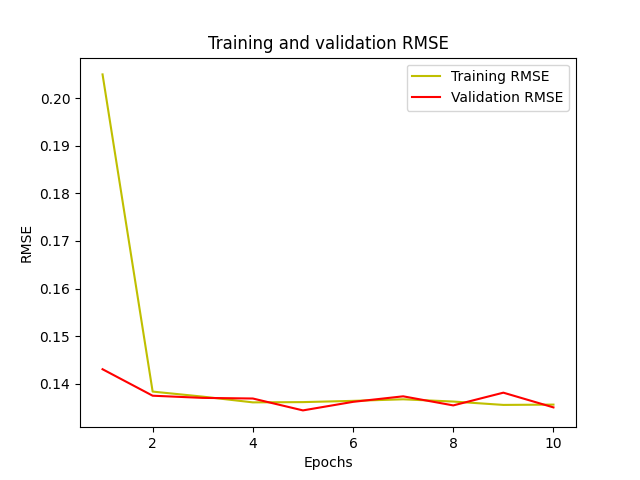 Training and validation RMSE
Training RMSE
Validation RMSE
0.20
0.19
0.18
0.17
0.16
0.15
0.14
RMSE
2 4 6 8 10
Epochs